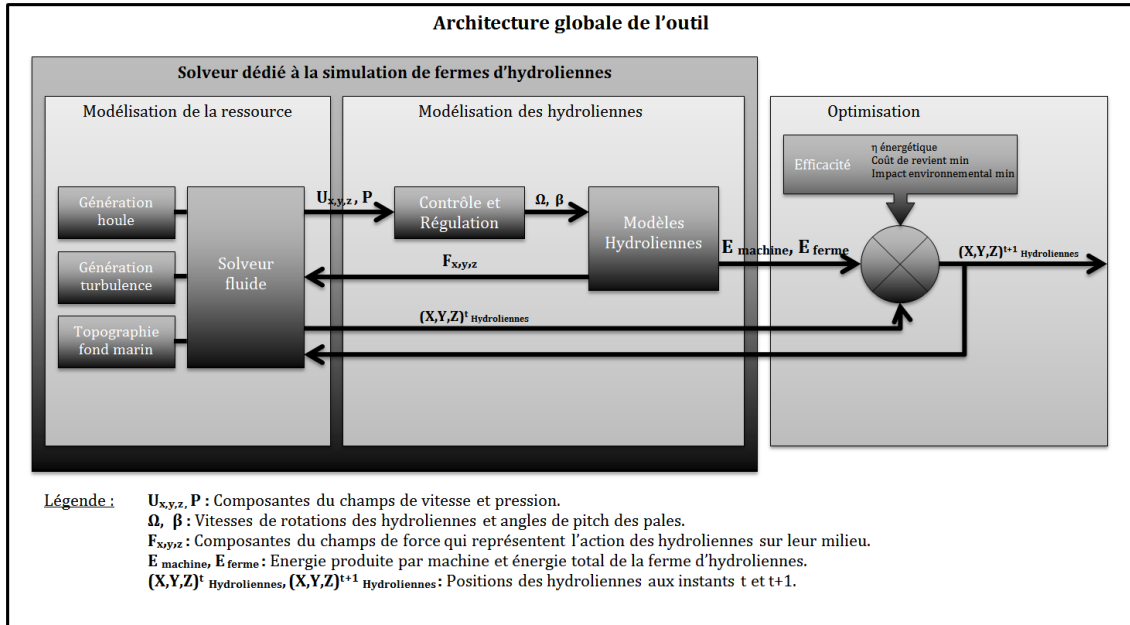 Architecture globale de l'outil
Solveur dédié à la simulation de fermes d'hydroliennes
Modélisation de la ressource
Modélisation des hydroliennes
Optimisation
Efficacité
η énergétique
Coût de revient min
Impact environnemental min
Génération
houle
Génération
turbulence
Topographie
fond marin
Solveur
fluide
Ux,y,z , P
Contrôle et
Régulation
Ω, β
Modèles
Hydroliennes
E machine, E ferme
(X,Y,Z)t+1 Hydroliennes
Fx,y,z
(X,Y,Z)t Hydroliennes
Légende :
Ux,y,z, P : Composantes du champs de vitesse et pression.
Ω, β : Vitesses de rotations des hydroliennes et angles de pitch des pales.
Fx,y,z : Composantes du champs de force qui représentent l'action des hydroliennes sur leur milieu.
E machine, E ferme : Energie produite par machine et énergie total de la ferme d'hydroliennes.
(X,Y,Z)t Hydroliennes, (X,Y,Z)t+1 Hydroliennes : Positions des hydroliennes aux instants t et t+1.